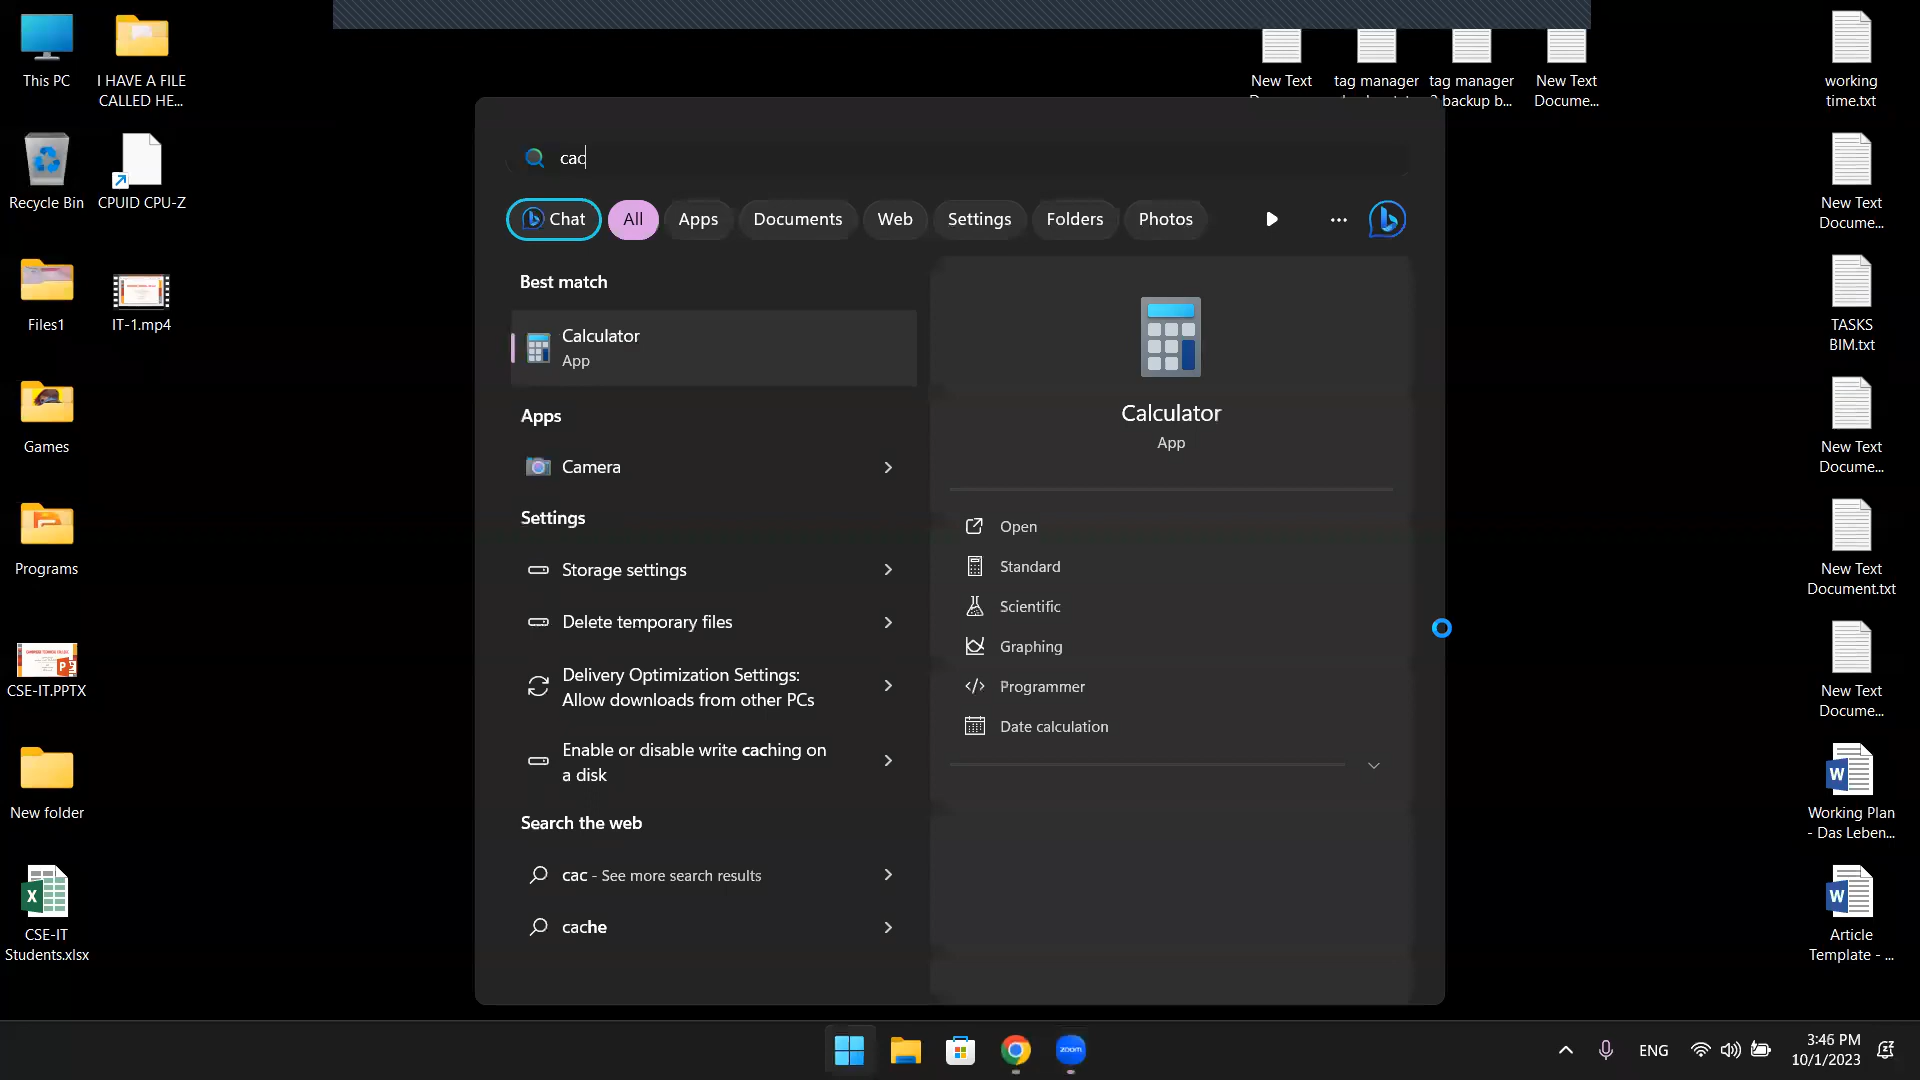 This PC
I HAVE A FILE
CALLED HE...
Recycle Bin
CPUID CPU-Z
Files1
IT-1.mp4
Games
Programs
CSE-IT.PPTX
New folder
CSE-IT
Students.xlsx
cac
Chat
All
Apps
Documents
Web
Settings
Folders
Photos
Best match
Calculator
App
Apps
Camera
Settings
Storage settings
Delete temporary files
Delivery Optimization Settings:
Allow downloads from other PCs
Enable or disable write caching on
a disk
Search the web
cac - See more search results
cache
Calculator
App
Open
Standard
Scientific
Graphing
Programmer
Date calculation
New Text
tag manager
tag manager
2 backup b...
New Text
Docume...
working
time.txt
New Text
Docume...
TASKS
BIM.txt
New Text
Docume...
New Text
Document.txt
New Text
Docume...
Working Plan
- Das Leben...
Article
Template - ...
zoom
ENG
3:46 PM
10/1/2023